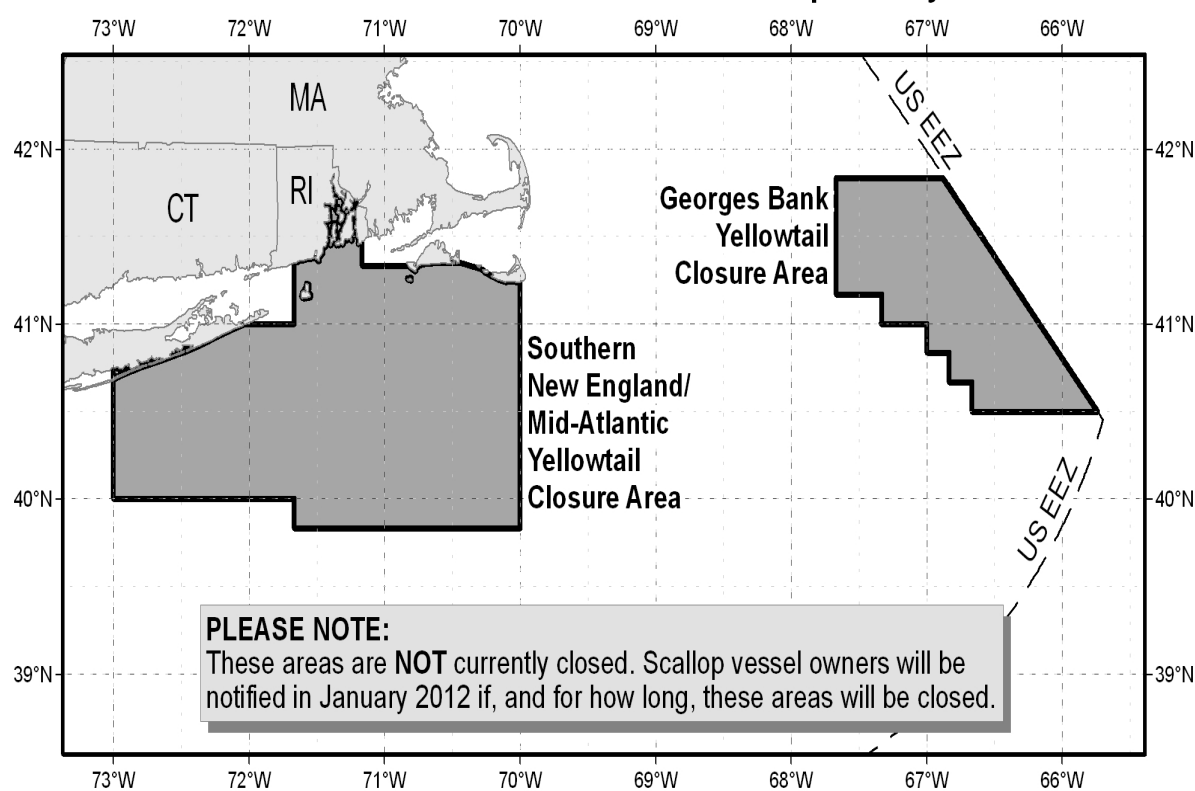 73°W 72°W 71°W 70°W 69°W 68°W 67°W 66°W
MA
US EEZ
42°N 42°N
CT
RI
Georges Bank
Yellowtail
Closure Area
41°N 41°N
Southern
New England/
Mid-Atlantic
Yellowtail
Closure Area
40°N 40°N
US EEZ
PLEASE NOTE:
These areas are NOT currently closed. Scallop vessel owners will be
notified in January 2012 if, and for how long, these areas will be closed.
39°N 39°N
73°W 72°W 71°W 70°W 69°W 68°W 67°W 66°W